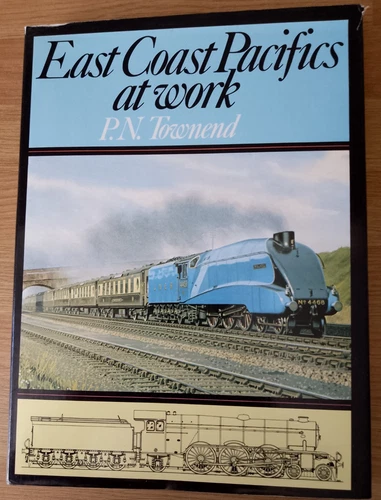 East Coast Pacifics
at work
P.N. Townend
Nº 4468